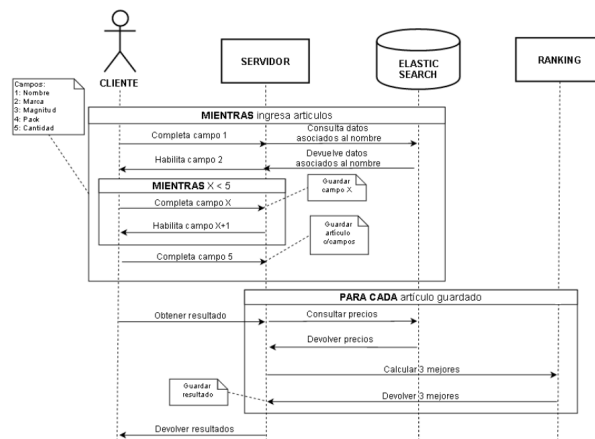 CLIENTE
SERVIDOR
ELASTIC
SEARCH
RANKING
Campos:
1: Nombre
2: Marca
3: Magnitud
4: Pack
5: Cantidad
MIENTRAS ingresa articulos
Completa campo 1
Consulta datos
asociados al nombre
Habilita campo 2
Devuelve datos
asociados al nombre
MIENTRAS X < 5
Guardar
campo X
Completa campo X
Habilita campo X+1
Guardar
artículo
c/campos
Completa campo 5
PARA CADA artículo guardado
Obtener resultado
Consultar precios
Devolver precios
Calcular 3 mejores
Guardar
resultado
Devolver 3 mejores
Devolver resultados